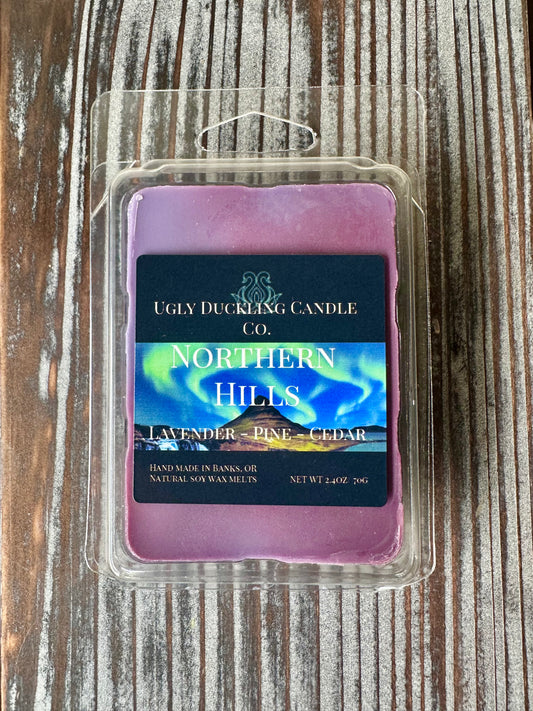 Ugly Duckling Candle
Co.
Northern
Hills
Lavender - Pine - Cedar
Hand made in Banks, OR
Natural soy wax melts
NET WT 2.4OZ 70G